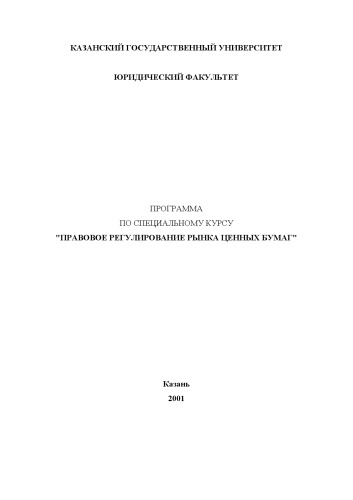 КАЗАНСКИЙ ГОСУДАРСТВЕННЫЙ УНИВЕРСИТЕТ
ЮРИДИЧЕСКИЙ ФАКУЛЬТЕТ
ПРОГРАММА
ПО СПЕЦИАЛЬНОМУ КУРСУ
"ПРАВОВОЕ РЕГУЛИРОВАНИЕ РЫНКА ЦЕННЫХ БУМАГ"
Казань
2001